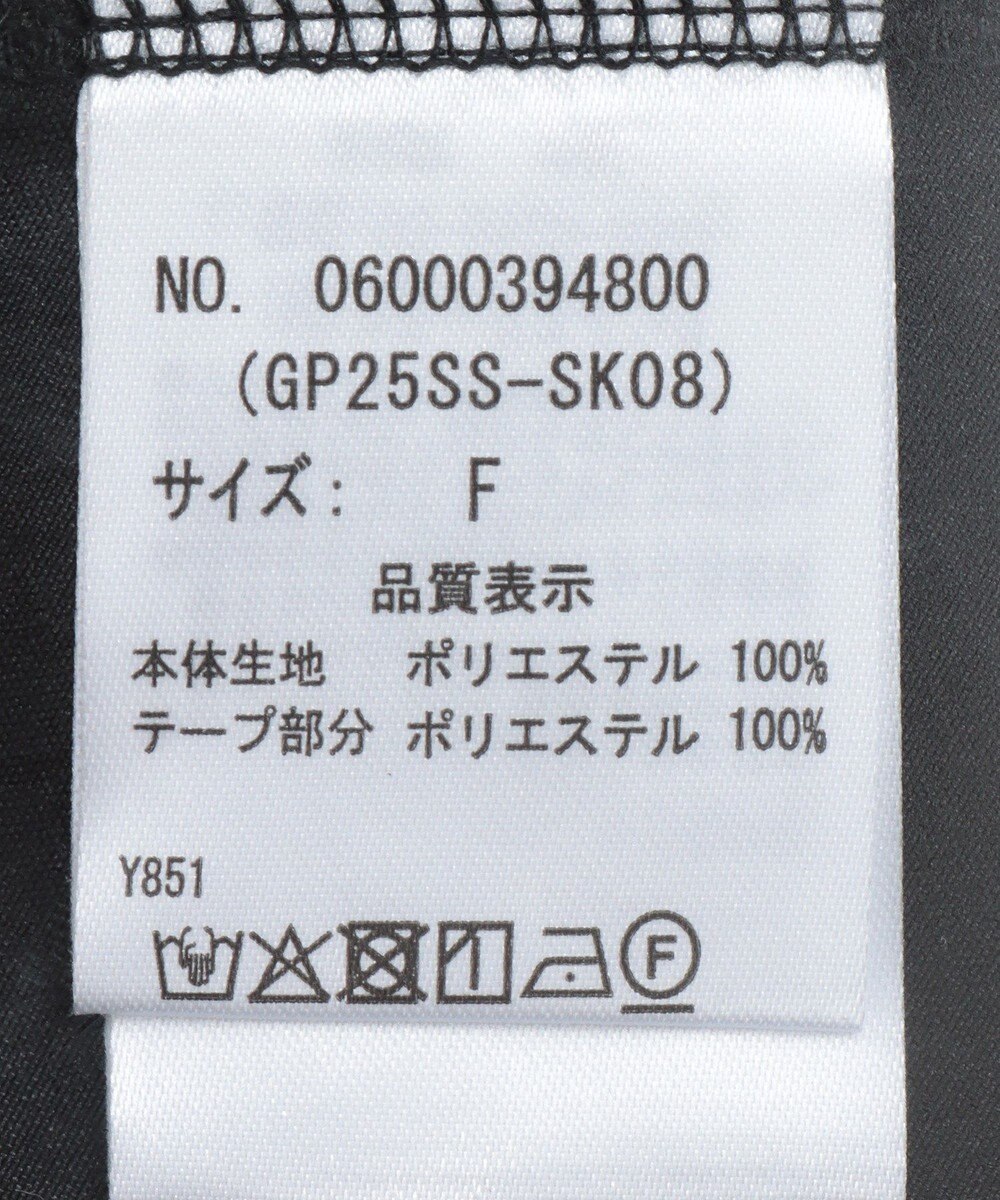 NO. 06000394800
(GP25SS-SK08)
サイズ: F
品質表示
本体生地 ポリエステル 100%
テープ部分 ポリエステル 100%
Y851
F